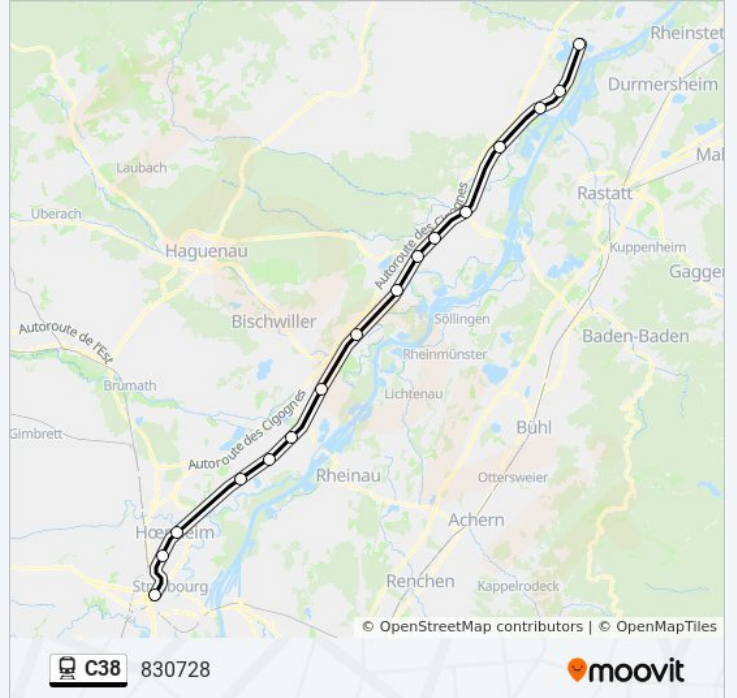 Rheinstet
Durmersheim
Mal
Laubach
Rastatt
Überach
Autoroute des Cigognes
Haguenau
Kuppenheim
Gagger
Söllingen
Bischwiller
Autoroute de l'Est
Baden-Baden
Rheinmünster
Brumath
Lichtenau
Autoroute des Cigognes
Gimbrett
Bühl
Rheinau
Ottersweier
Achern
Hœnheim
Renchen
Kappelrodeck
Strasbourg
© OpenStreetMap contributors | © OpenMapTiles
C38 830728
moovit